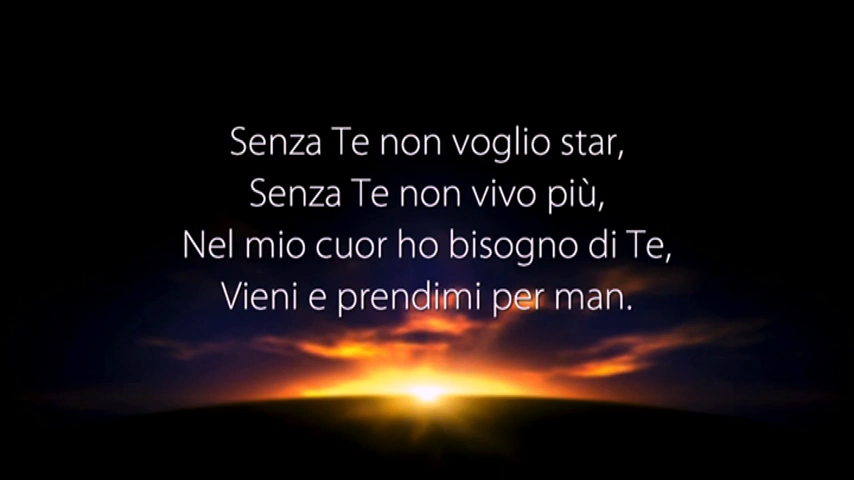 Senza Te non voglio star,
Senza Te non vivo più,
Nel mio cuor ho bisogno di Te,
Vieni e prendimi per man.